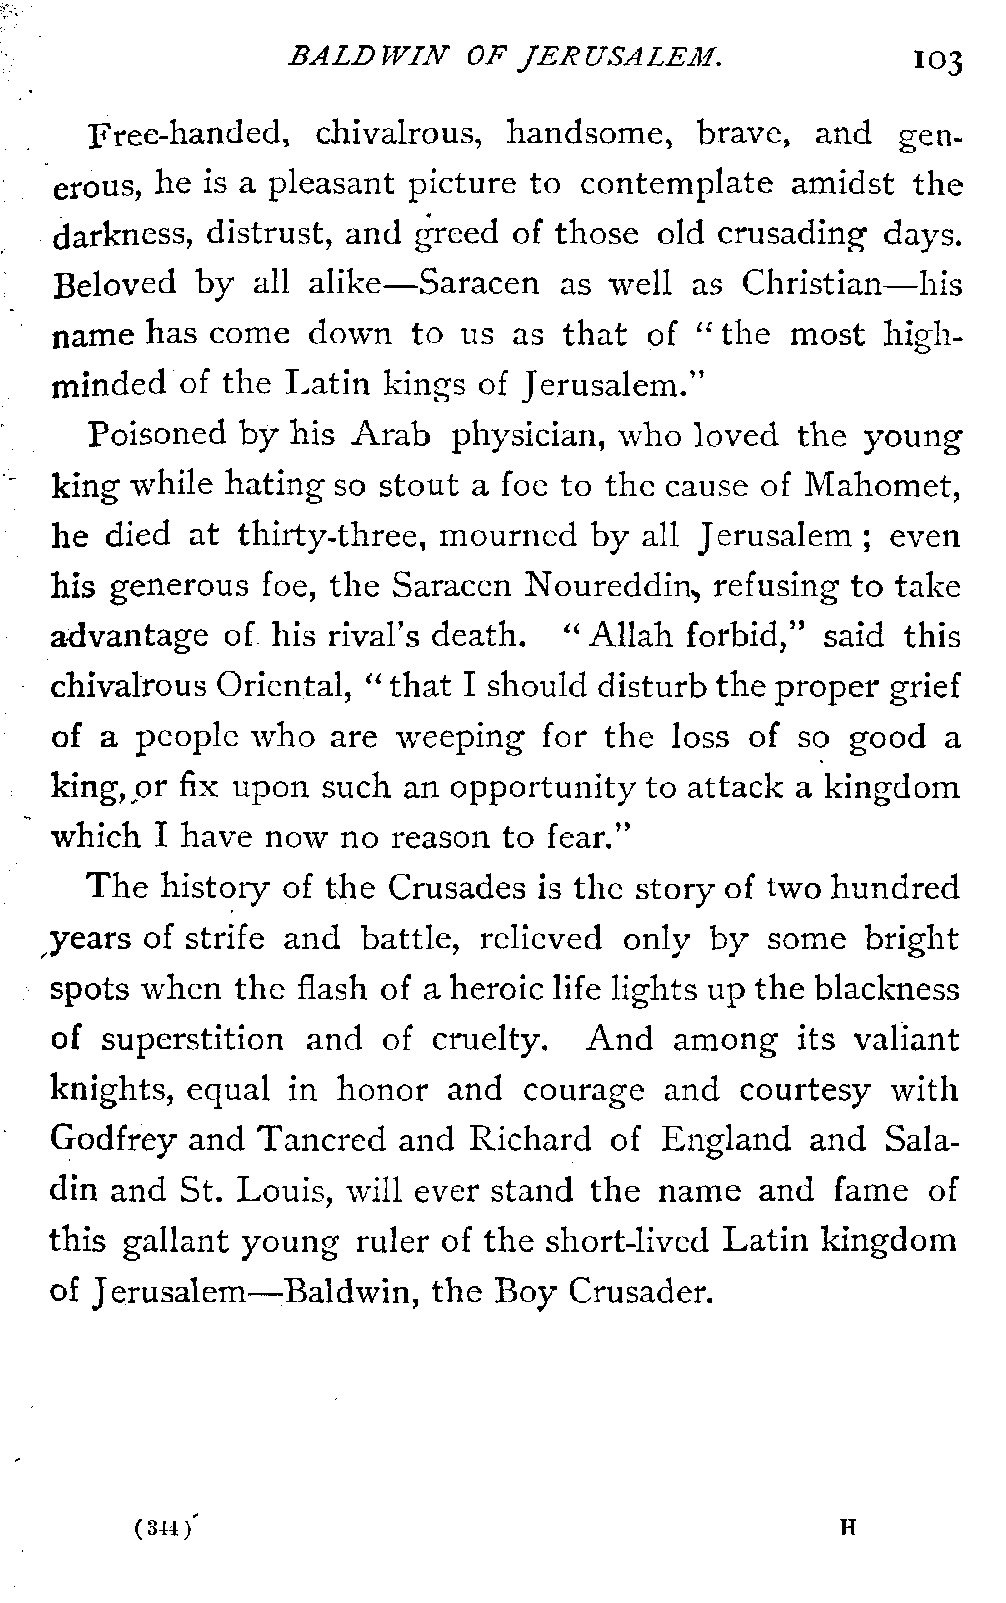 BALDWIN OF JERUSALEM. 103
Free-handed, chivalrous, handsome, brave, and gen-
erous, he is a pleasant picture to contemplate amidst the
darkness, distrust, and greed of those old crusading days.
Beloved by all alike—Saracen as well as Christian—his
name has come down to us as that of “the most high-
minded of the Latin kings of Jerusalem.”
Poisoned by his Arab physician, who loved the young
king while hating so stout a foe to the cause of Mahomet,
he died at thirty-three, mourned by all Jerusalem; even
his generous foe, the Saracen Noureddin, refusing to take
advantage of his rival's death. “Allah forbid,” said this
chivalrous Oriental, “that I should disturb the proper grief
of a people who are weeping for the loss of so good a
king, or fix upon such an opportunity to attack a kingdom
which I have now no reason to fear.”
The history of the Crusades is the story of two hundred
years of strife and battle, relieved only by some bright
spots when the flash of a heroic life lights up the blackness
of superstition and of cruelty. And among its valiant
knights, equal in honor and courage and courtesy with
Godfrey and Tancred and Richard of England and Sala-
din and St. Louis, will ever stand the name and fame of
this gallant young ruler of the short-lived Latin kingdom
of Jerusalem—Baldwin, the Boy Crusader.
(344) H